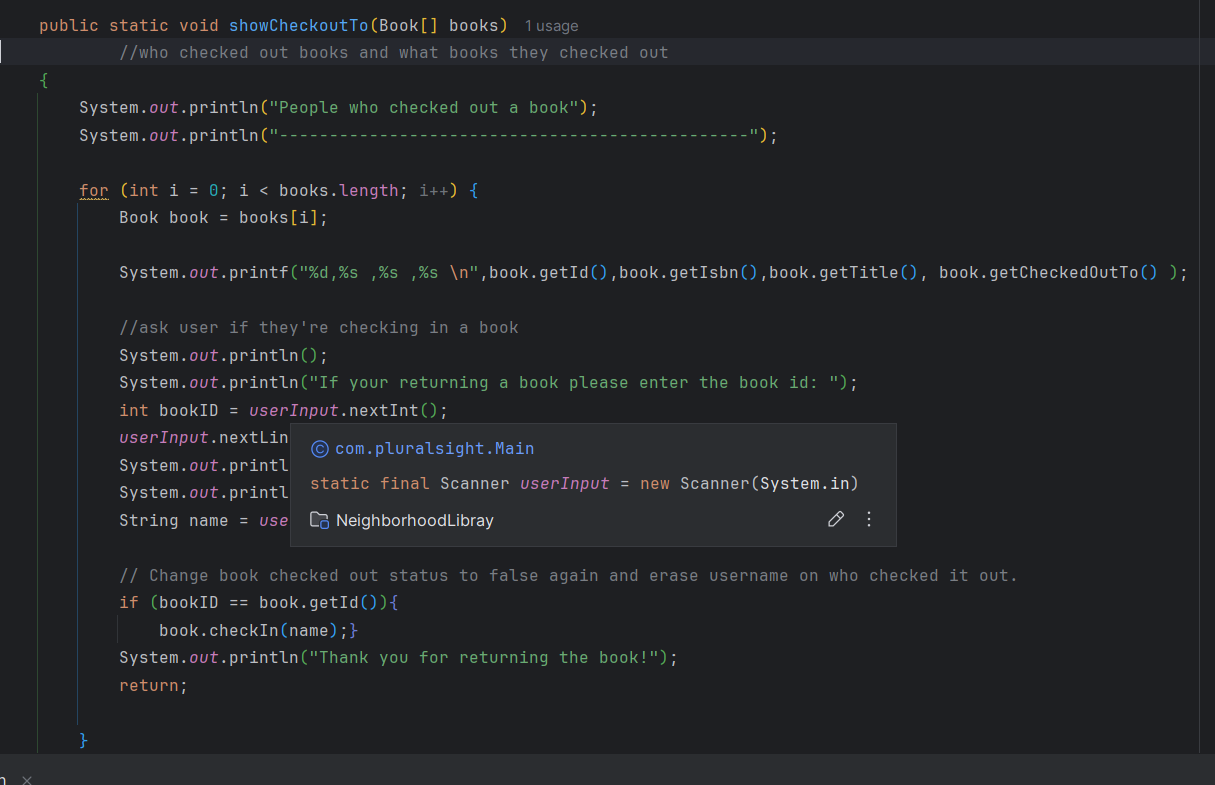 public static void showCheckoutTo(Book[] books) 1 usage
//who checked out books and what books they checked out
{
System.out.println("People who checked out a book");
System.out.println("-----------------------------------------------");
for (int i = 0; i < books.length; i++) {
Book book = books[i];
System.out.printf("%d,%s ,%s ,%s \n",book.getId(),book.getIsbn(),book.getTitle(), book.getCheckedOutTo() );
//ask user if they're checking in a book
System.out.println();
System.out.println("If your returning a book please enter the book id: ");
int bookID = userInput.nextInt();
userInput.nextLin
System.out.printl
System.out.printl
String name = use
com.pluralsight.Main
static final Scanner userInput = new Scanner(System.in)
NeighborhoodLibray
// Change book checked out status to false again and erase username on who checked it out.
if (bookID == book.getId()){
book.checkIn(name);}
System.out.println("Thank you for returning the book!");
return;
}